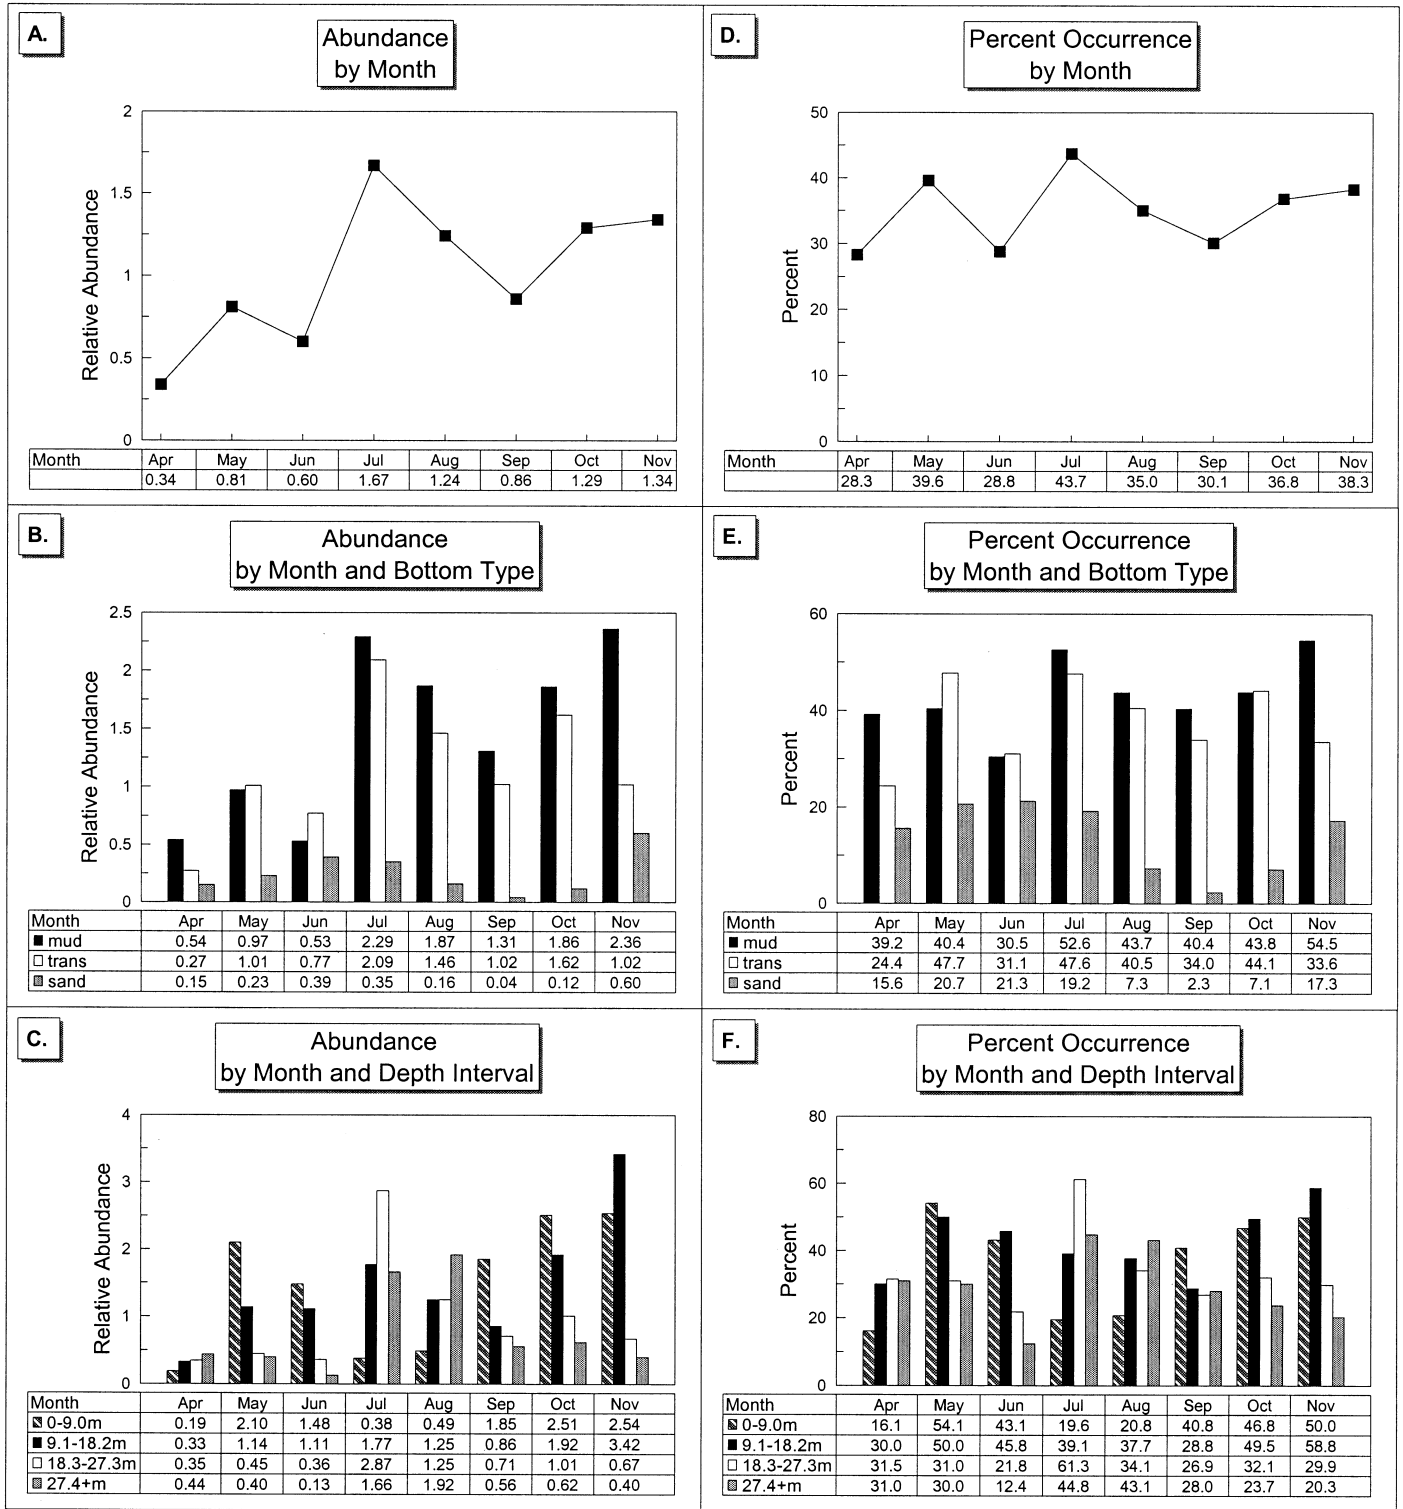 A.
Abundance
by Month
2
1.5
1
0.5
0
Relative Abundance
Month Apr May Jun Jul Aug Sep Oct Nov
0.34 0.81 0.60 1.67 1.24 0.86 1.29 1.34
D.
Percent Occurrence
by Month
50
40
30
20
10
0
Percent
Month Apr May Jun Jul Aug Sep Oct Nov
28.3 39.6 28.8 43.7 35.0 30.1 36.8 38.3
B.
Abundance
by Month and Bottom Type
2.5
2
1.5
1
0.5
0
Relative Abundance
Month Apr May Jun Jul Aug Sep Oct Nov
mud 0.54 0.97 0.53 2.29 1.87 1.31 1.86 2.36
trans 0.27 1.01 0.77 2.09 1.46 1.02 1.62 1.02
sand 0.15 0.23 0.39 0.35 0.16 0.04 0.12 0.60
E.
Percent Occurrence
by Month and Bottom Type
60
40
20
0
Percent
Month Apr May Jun Jul Aug Sep Oct Nov
mud 39.2 40.4 30.5 52.6 43.7 40.4 43.8 54.5
trans 24.4 47.7 31.1 47.6 40.5 34.0 44.1 33.6
sand 15.6 20.7 21.3 19.2 7.3 2.3 7.1 17.3
C.
Abundance
by Month and Depth Interval
4
3
2
1
0
Relative Abundance
Month Apr May Jun Jul Aug Sep Oct Nov
0-9.0m 0.19 2.10 1.48 0.38 0.49 1.85 2.51 2.54
9.1-18.2m 0.33 1.14 1.11 1.77 1.25 0.86 1.92 3.42
18.3-27.3m 0.35 0.45 0.36 2.87 1.25 0.71 1.01 0.67
27.4+m 0.44 0.40 0.13 1.66 1.92 0.56 0.62 0.40
F.
Percent Occurrence
by Month and Depth Interval
80
60
40
20
0
Percent
Month Apr May Jun Jul Aug Sep Oct Nov
0-9.0m 16.1 54.1 43.1 19.6 20.8 40.8 46.8 50.0
9.1-18.2m 30.0 50.0 45.8 39.1 37.7 28.8 49.5 58.8
18.3-27.3m 31.5 31.0 21.8 61.3 34.1 26.9 32.1 29.9
27.4+m 31.0 30.0 12.4 44.8 43.1 28.0 23.7 20.3